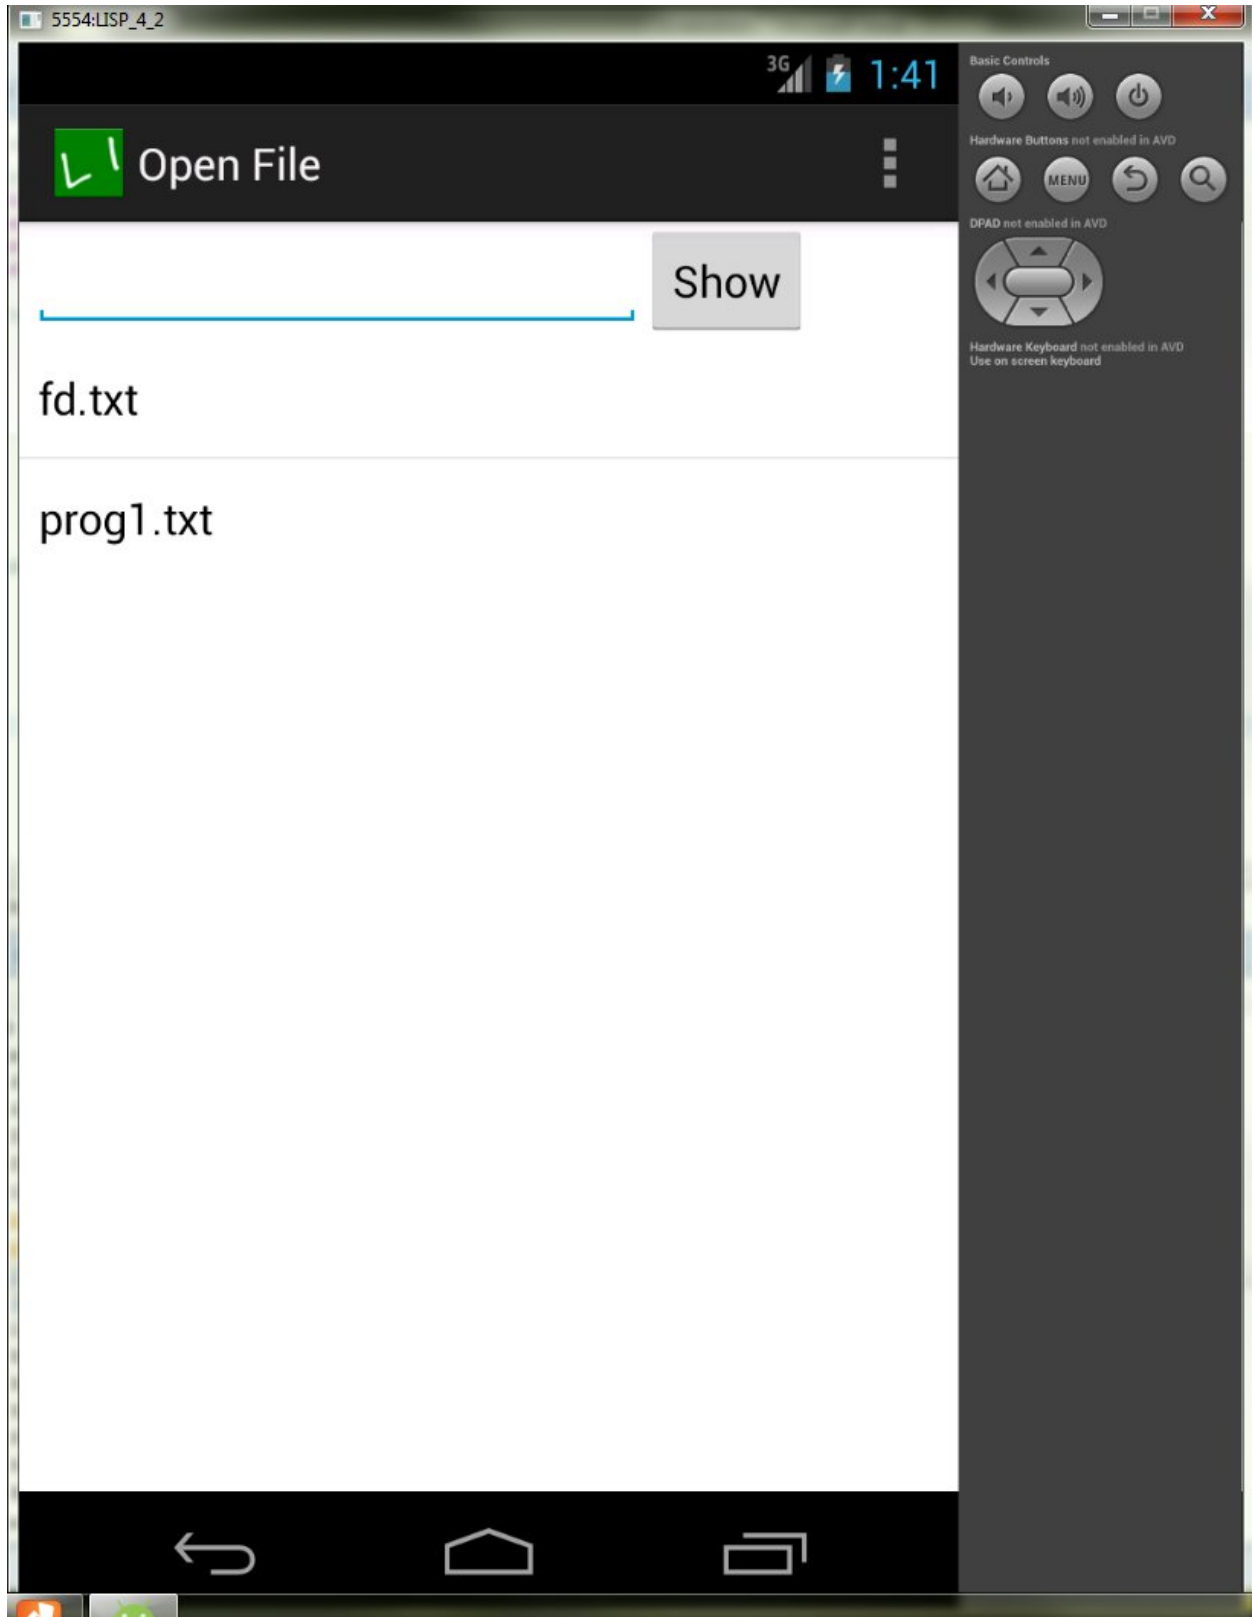 5554:LISP_4_2
3G 1:41
Open File
Show
fd.txt
prog1.txt
Basic Controls
Hardware Buttons not enabled in AVD
MENU
DPAD not enabled in AVD
Hardware Keyboard not enabled in AVD
Use on screen keyboard